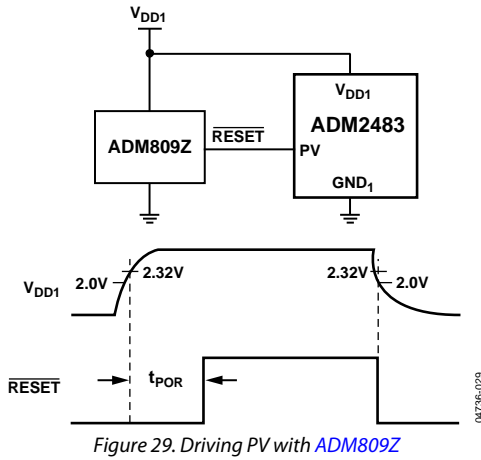 VDD1
VDD1
ADM2483
ADM809Z
RESET
PV
GND1
VDD1
2.0V
2.32V
2.32V
2.0V
RESET
tPOR
04736-029
Figure 29. Driving PV with ADM809Z